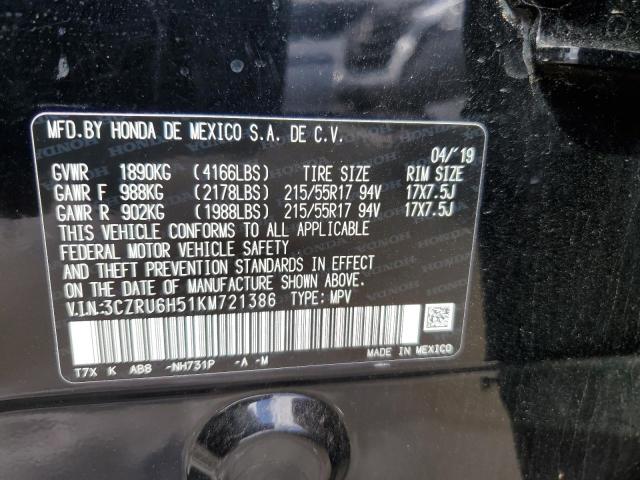 MFD.BY HONDA DE MEXICO S.A. DE C.V.
04/'19
GVWR 1890KG (4166LBS) TIRE SIZE RIM SIZE
GAWR F 988KG (2178LBS) 215/55R17 94V 17X7.5J
GAWR R 902KG (1988LBS) 215/55R17 94V 17X7.5J
THIS VEHICLE CONFORMS TO ALL APPLICABLE
FEDERAL MOTOR VEHICLE SAFETY
AND THEFT PREVENTION STANDARDS IN EFFECT
ON THE DATE OF MANUFACTURE SHOWN ABOVE.
V.I.N:3CZRU6H51KM721386 TYPE: MPV
T7X K AB8 -NH731P -A -M
MADE IN MEXICO